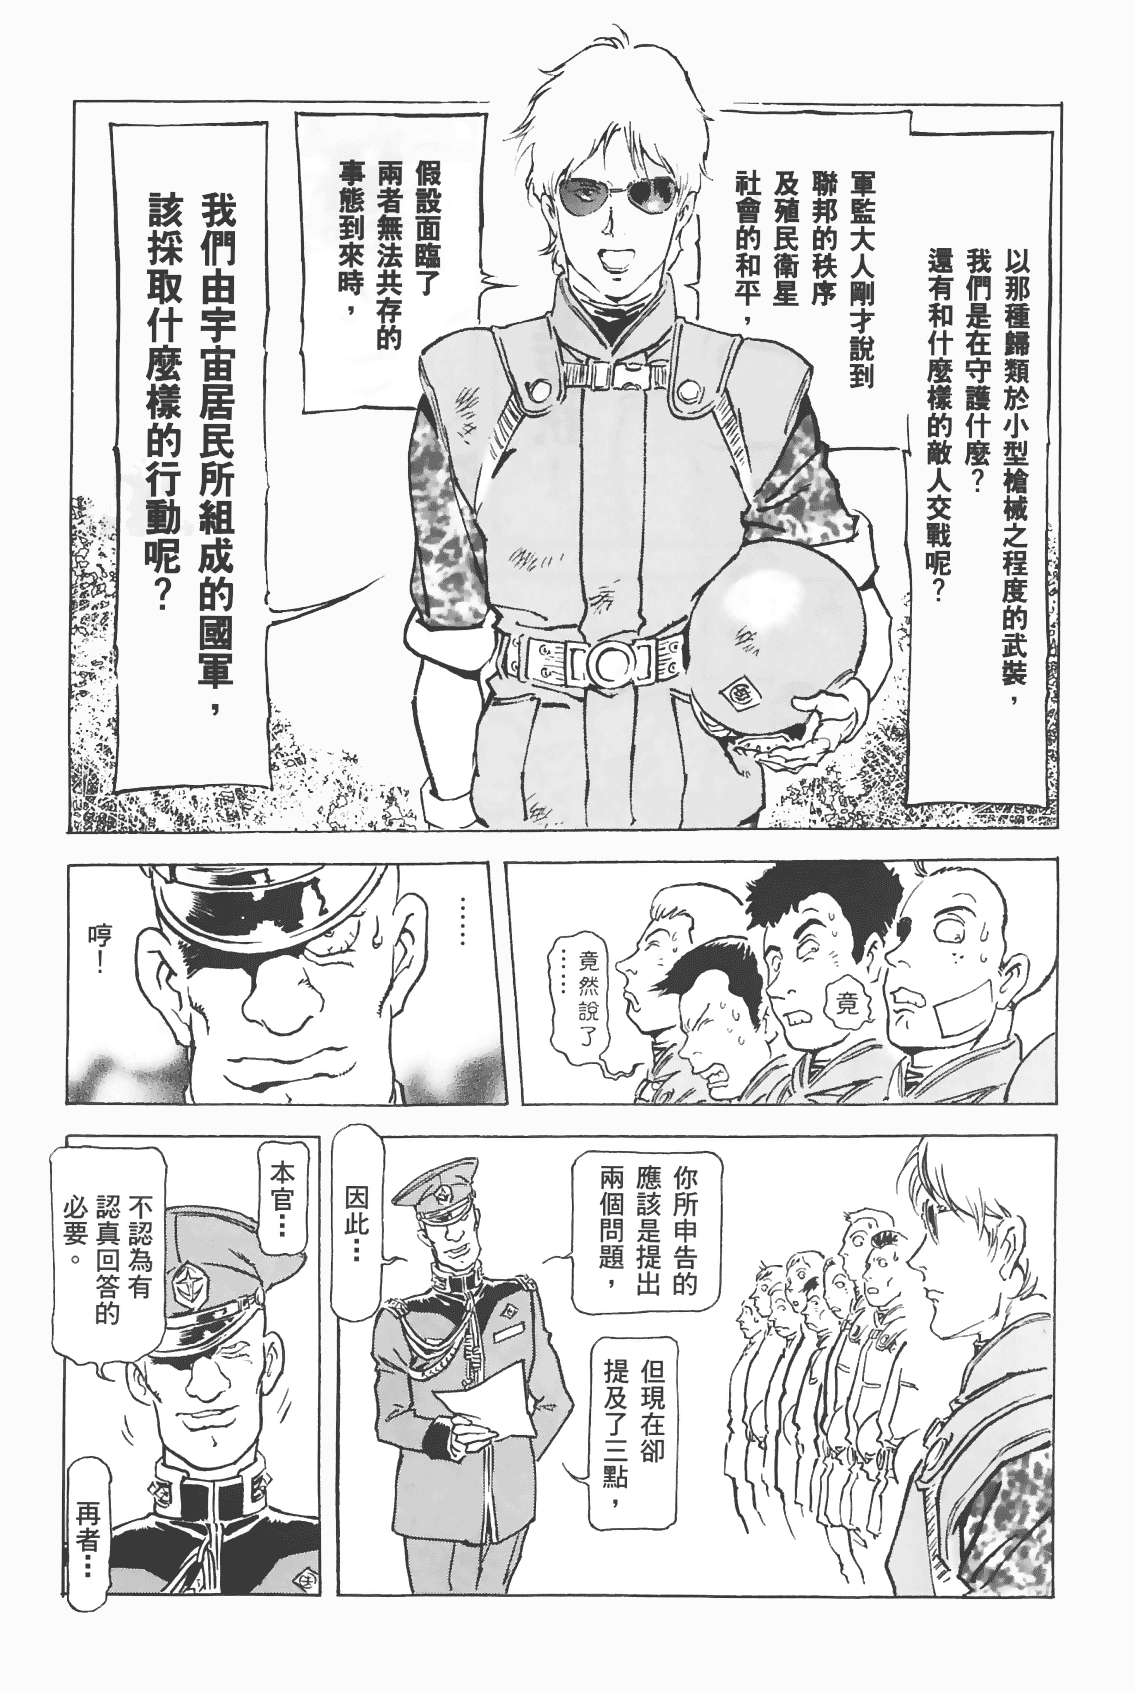 以那種歸類於小型槍械之程度的武裝，
我們是在守護什麼？
還有和什麼樣的敵人交戰呢？
軍監大人剛才說到
聯邦的秩序
及殖民衛星
社會的和平，
假設面臨了
兩者無法共存的
事態到來時，
我們由宇宙居民所組成的國軍，
該採取什麼樣的行動呢？
竟
竟然說了
⋯⋯
⋯⋯
哼！
你所申告的
應該是提出
兩個問題，
但現在卻
提及了三點，
因此⋯
本官⋯
不認為有
認真回答的
必要。
再者⋯